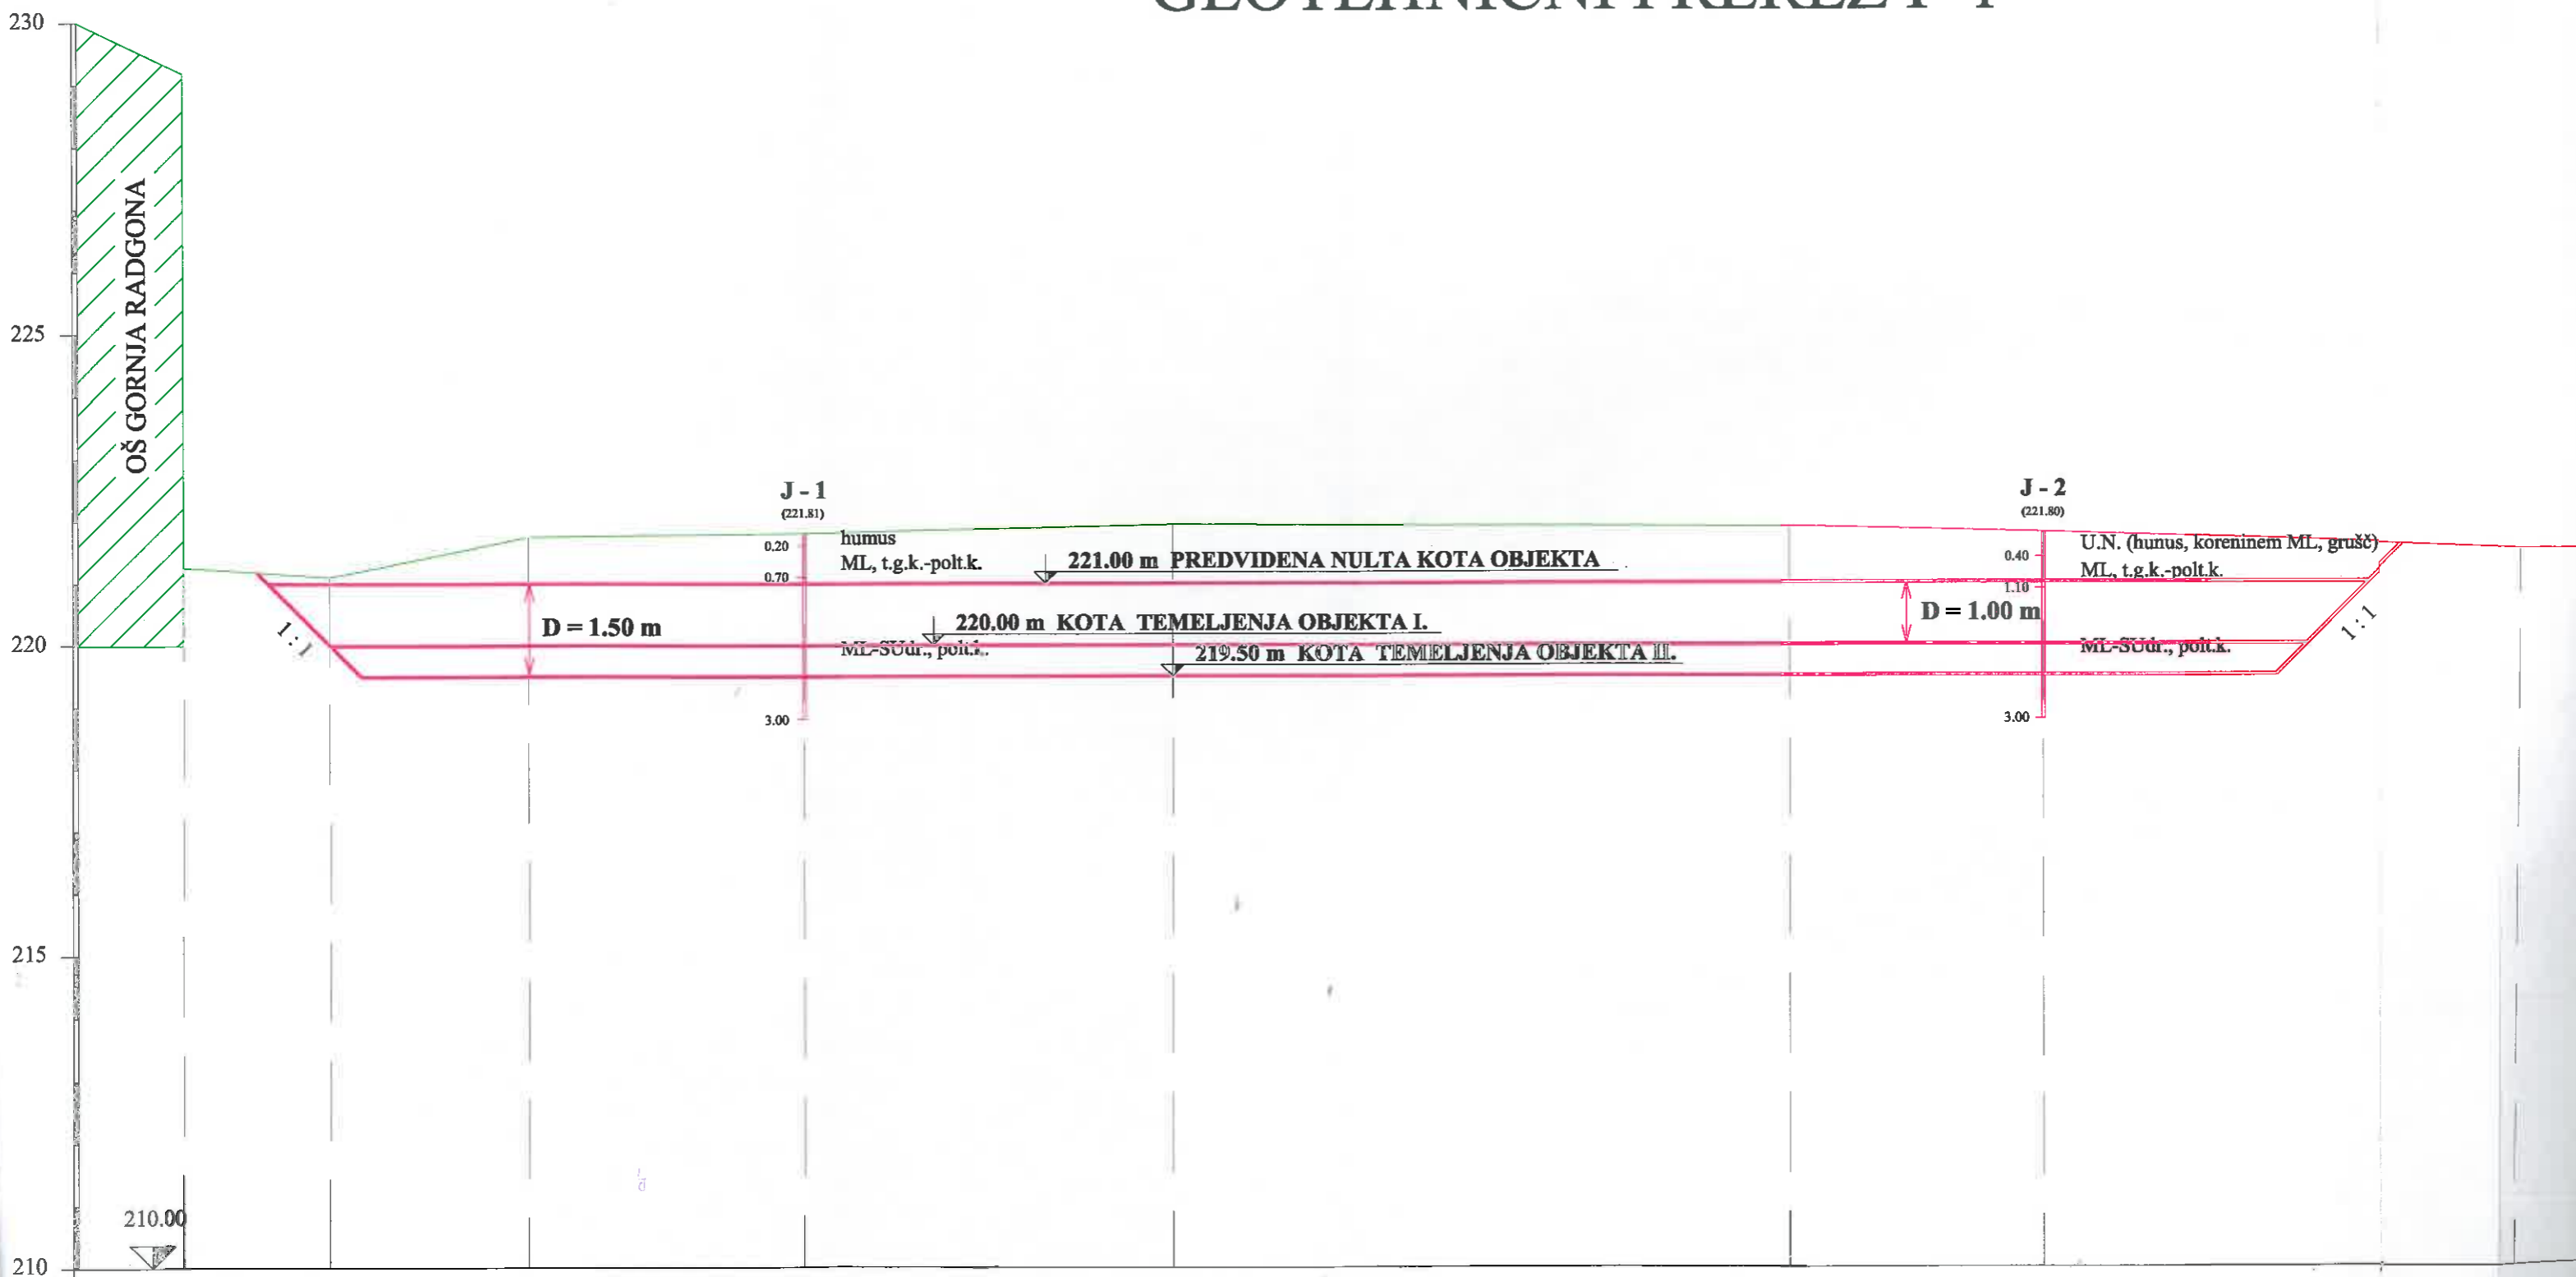 230
225
220
215
210
OŠ GORNJA RADGONA
J - 1
(221.81)
0.20
0.70
3.00
humus
ML, t.g.k.-polt.k.
ML-SUdr., polt.k.
221.00 m PREDVIDENA NULTA KOTA OBJEKTA
220.00 m KOTA TEMELJENJA OBJEKTA I.
219.50 m KOTA TEMELJENJA OBJEKTA II.
D = 1.50 m
1 : 1
J - 2
(221.80)
0.40
1.10
3.00
U.N. (hunus, koreninem ML, grušč)
ML, t.g.k.-polt.k.
ML-SUdr., polt.k.
D = 1.00 m
1 : 1
210.00